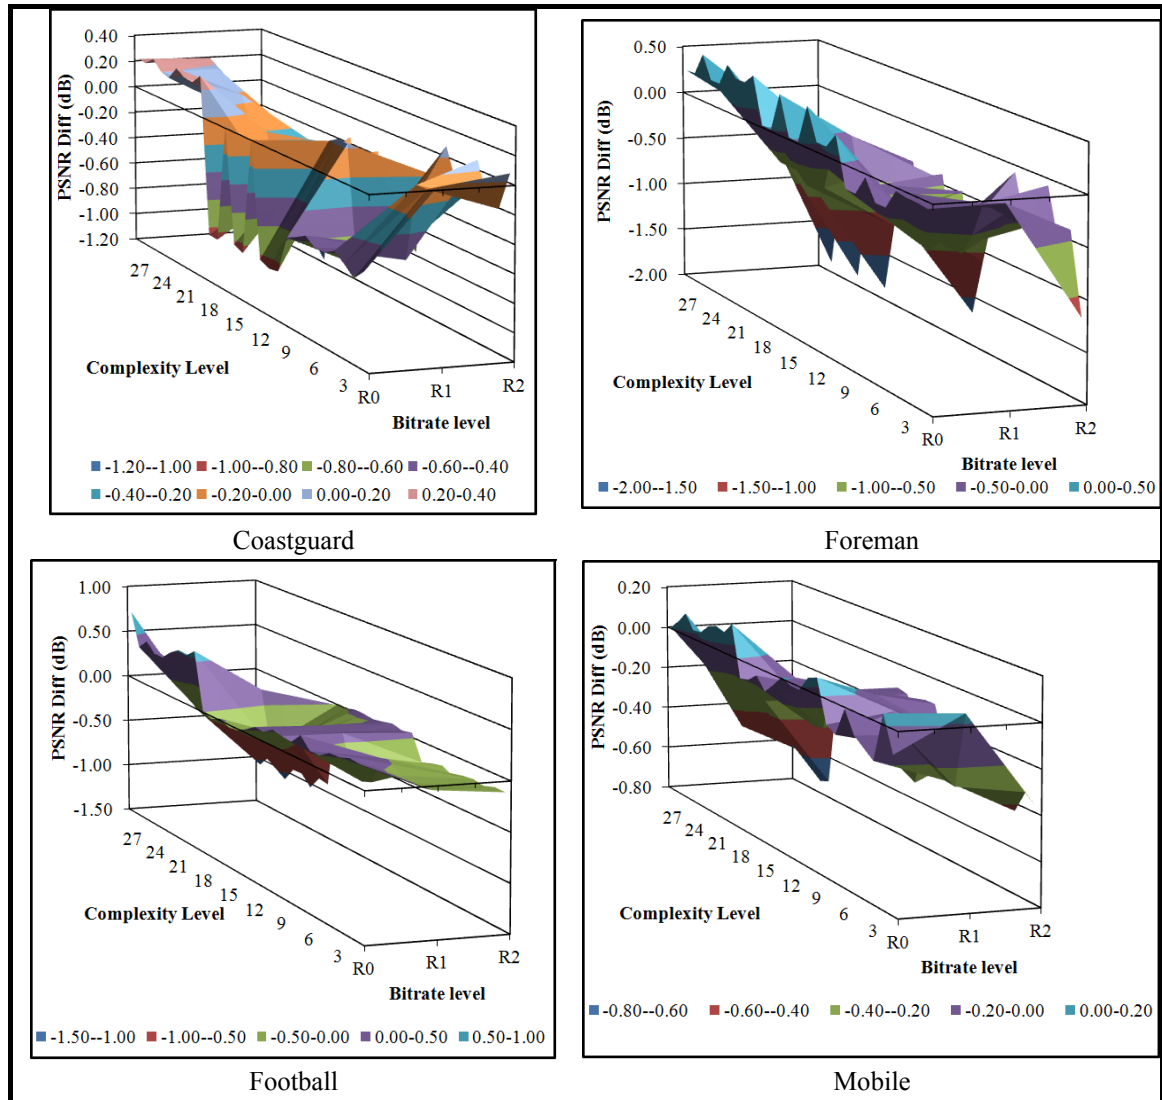 0.40
0.20
0.00
-0.20
-0.40
-0.60
-0.80
-1.00
-1.20
PSNR Diff (dB)
27
24
21
18
15
12
9
6
3
Complexity Level
R0
R1
R2
Bitrate level
-1.20--1.00 -1.00--0.80 -0.80--0.60 -0.60--0.40
-0.40--0.20 -0.20-0.00 0.00-0.20 0.20-0.40
Coastguard
0.50
0.00
-0.50
-1.00
-1.50
-2.00
PSNR Diff (dB)
27
24
21
18
15
12
9
6
3
Complexity Level
R0
R1
R2
Bitrate level
-2.00--1.50 -1.50--1.00 -1.00--0.50 -0.50-0.00 0.00-0.50
Foreman
1.00
0.50
0.00
-0.50
-1.00
-1.50
PSNR Diff (dB)
27
24
21
18
15
12
9
6
3
Complexity Level
R0
R1
R2
Bitrate level
-1.50--1.00 -1.00--0.50 -0.50-0.00 0.00-0.50 0.50-1.00
Football
0.20
0.00
-0.20
-0.40
-0.60
-0.80
PSNR Diff (dB)
27
24
21
18
15
12
9
6
3
Complexity Level
R0
R1
R2
Bitrate level
-0.80--0.60 -0.60--0.40 -0.40--0.20 -0.20-0.00 0.00-0.20
Mobile